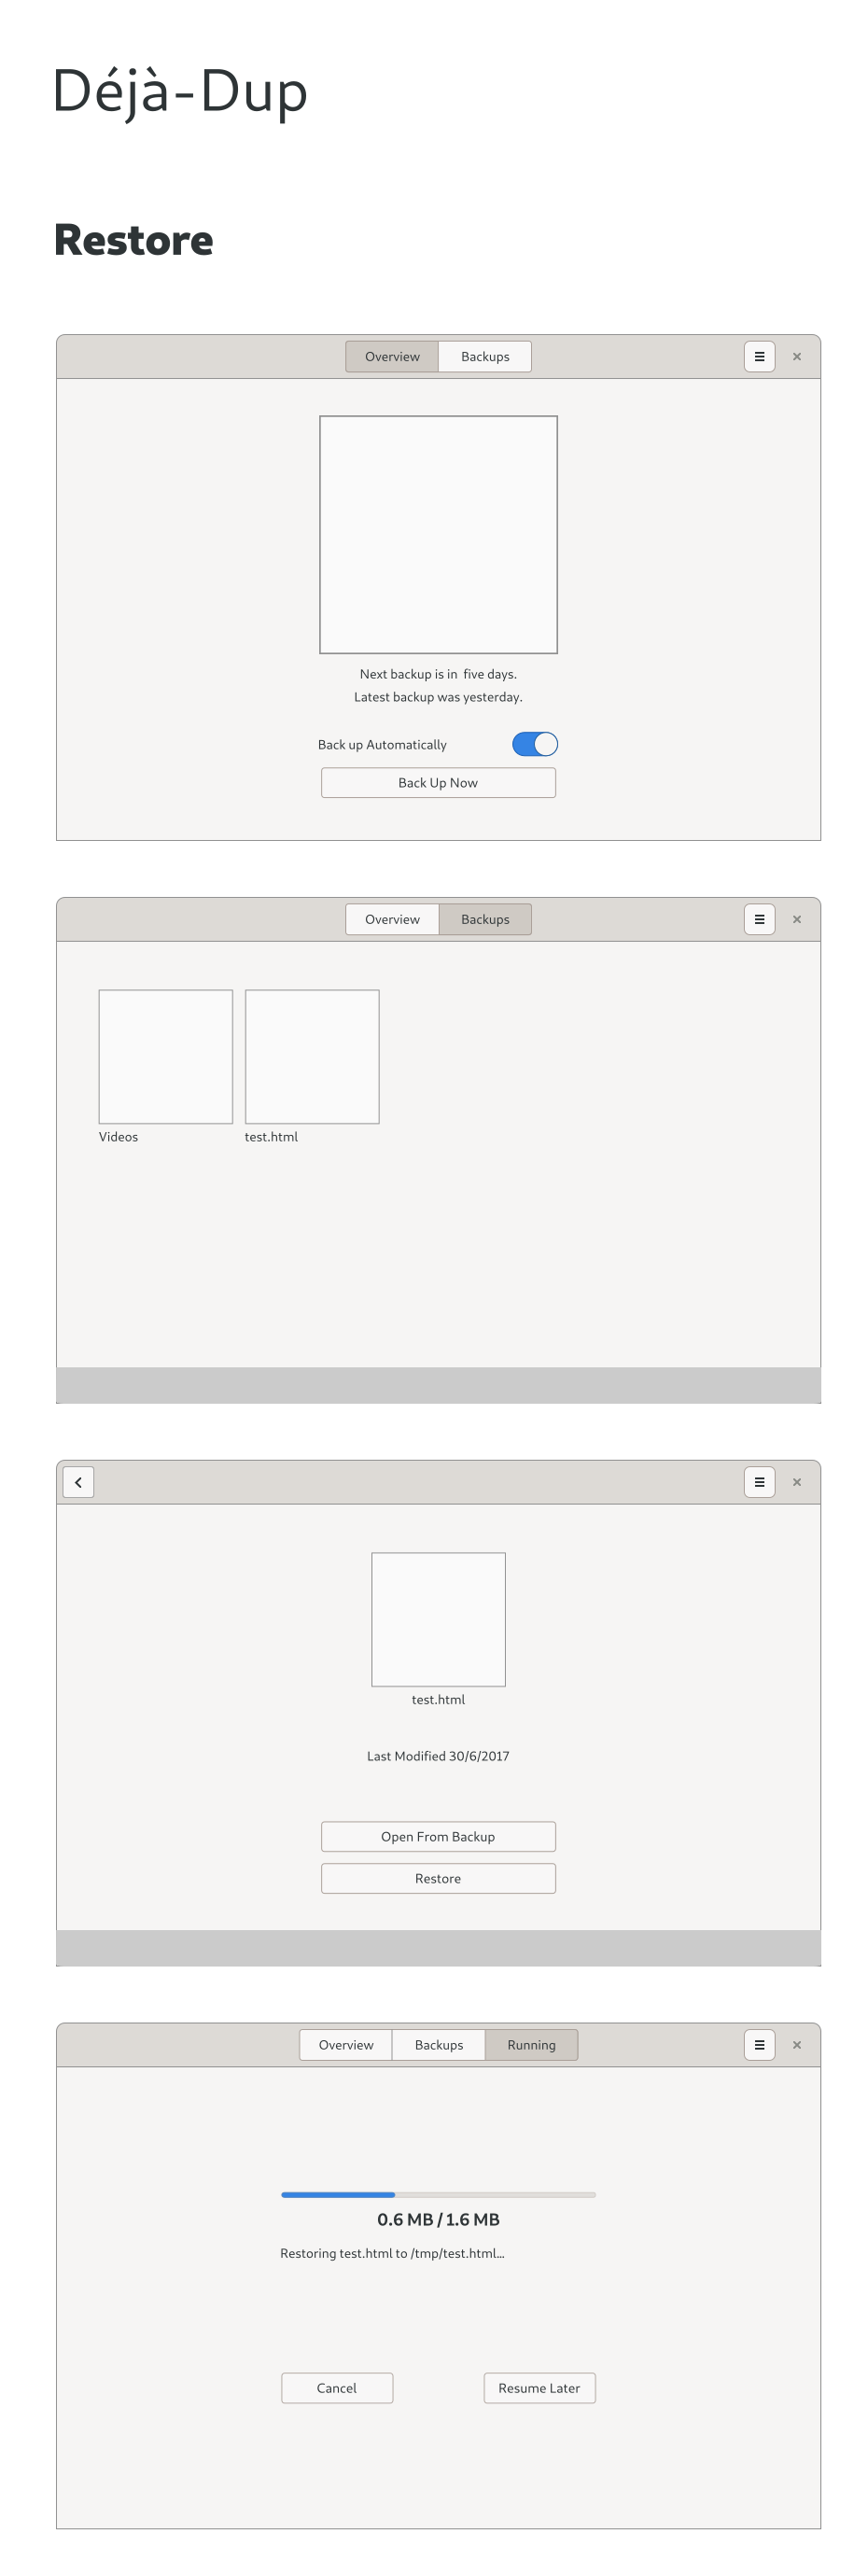 Déjà-Dup
Restore
Overview Backups
Next backup is in  five days.
Latest backup was yesterday.
Back up Automatically
Back Up Now
Overview Backups
Videos test.html
test.html
Last Modified 30/6/2017
Open From Backup
Restore
Overview Backups Running
0.6 MB / 1.6 MB
Restoring test.html to /tmp/test.html...
Cancel Resume Later